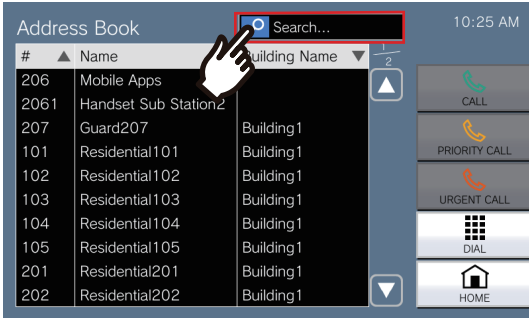 Address Book
Search...
10:25 AM
# Name Building Name
1/2
206 Mobile Apps
2061 Handset Sub Station2
207 Guard207 Building1
101 Residential101 Building1
102 Residential102 Building1
103 Residential103 Building1
104 Residential104 Building1
105 Residential105 Building1
201 Residential201 Building1
202 Residential202 Building1
CALL
PRIORITY CALL
URGENT CALL
DIAL
HOME